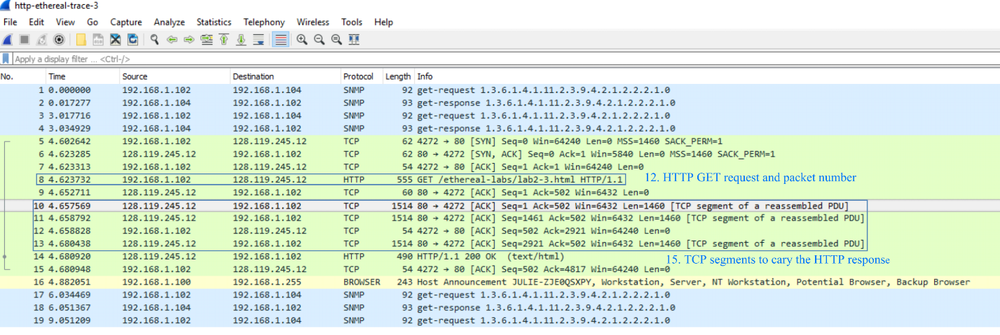 http-ethereal-trace-3
File Edit View Go Capture Analyze Statistics Telephony Wireless Tools Help
Apply a display filter ... <Ctrl-/>
No. Time Source Destination Protocol Length Info
1 0.000000 192.168.1.102 192.168.1.104 SNMP 92 get-request 1.3.6.1.4.1.11.2.3.9.4.2.1.2.2.2.1.0
2 0.017277 192.168.1.104 192.168.1.102 SNMP 93 get-response 1.3.6.1.4.1.11.2.3.9.4.2.1.2.2.2.1.0
3 3.017716 192.168.1.102 192.168.1.104 SNMP 92 get-request 1.3.6.1.4.1.11.2.3.9.4.2.1.2.2.2.1.0
4 3.034929 192.168.1.104 192.168.1.102 SNMP 93 get-response 1.3.6.1.4.1.11.2.3.9.4.2.1.2.2.2.1.0
5 4.602642 192.168.1.102 128.119.245.12 TCP 62 4272 → 80 [SYN] Seq=0 Win=64240 Len=0 MSS=1460 SACK_PERM=1
6 4.623285 128.119.245.12 192.168.1.102 TCP 62 80 → 4272 [SYN, ACK] Seq=0 Ack=1 Win=5840 Len=0 MSS=1460 SACK_PERM=1
7 4.623313 192.168.1.102 128.119.245.12 TCP 54 4272 → 80 [ACK] Seq=1 Ack=1 Win=64240 Len=0
8 4.623732 192.168.1.102 128.119.245.12 HTTP 555 GET /ethereal-labs/lab2-3.html HTTP/1.1 12. HTTP GET request and packet number
9 4.652711 128.119.245.12 192.168.1.102 TCP 60 80 → 4272 [ACK] Seq=1 Ack=502 Win=6432 Len=0
10 4.657569 128.119.245.12 192.168.1.102 TCP 1514 80 → 4272 [ACK] Seq=1 Ack=502 Win=6432 Len=1460 [TCP segment of a reassembled PDU]
11 4.658792 128.119.245.12 192.168.1.102 TCP 1514 80 → 4272 [ACK] Seq=1461 Ack=502 Win=6432 Len=1460 [TCP segment of a reassembled PDU]
12 4.658828 192.168.1.102 128.119.245.12 TCP 54 4272 → 80 [ACK] Seq=502 Ack=2921 Win=64240 Len=0
13 4.680438 128.119.245.12 192.168.1.102 TCP 1514 80 → 4272 [ACK] Seq=2921 Ack=502 Win=6432 Len=1460 [TCP segment of a reassembled PDU]
14 4.680920 128.119.245.12 192.168.1.102 HTTP 490 HTTP/1.1 200 OK (text/html)
15. TCP segments to cary the HTTP response
15 4.680948 192.168.1.102 128.119.245.12 TCP 54 4272 → 80 [ACK] Seq=502 Ack=4817 Win=64240 Len=0
16 4.882051 192.168.1.100 192.168.1.255 BROWSER 243 Host Announcement JULIE-ZJE0QSXPY, Workstation, Server, NT Workstation, Potential Browser, Backup Browser
17 6.034469 192.168.1.102 192.168.1.104 SNMP 92 get-request 1.3.6.1.4.1.11.2.3.9.4.2.1.2.2.2.1.0
18 6.051367 192.168.1.104 192.168.1.102 SNMP 93 get-response 1.3.6.1.4.1.11.2.3.9.4.2.1.2.2.2.1.0
19 9.051209 192.168.1.102 192.168.1.104 SNMP 92 get-request 1.3.6.1.4.1.11.2.3.9.4.2.1.2.2.2.1.0